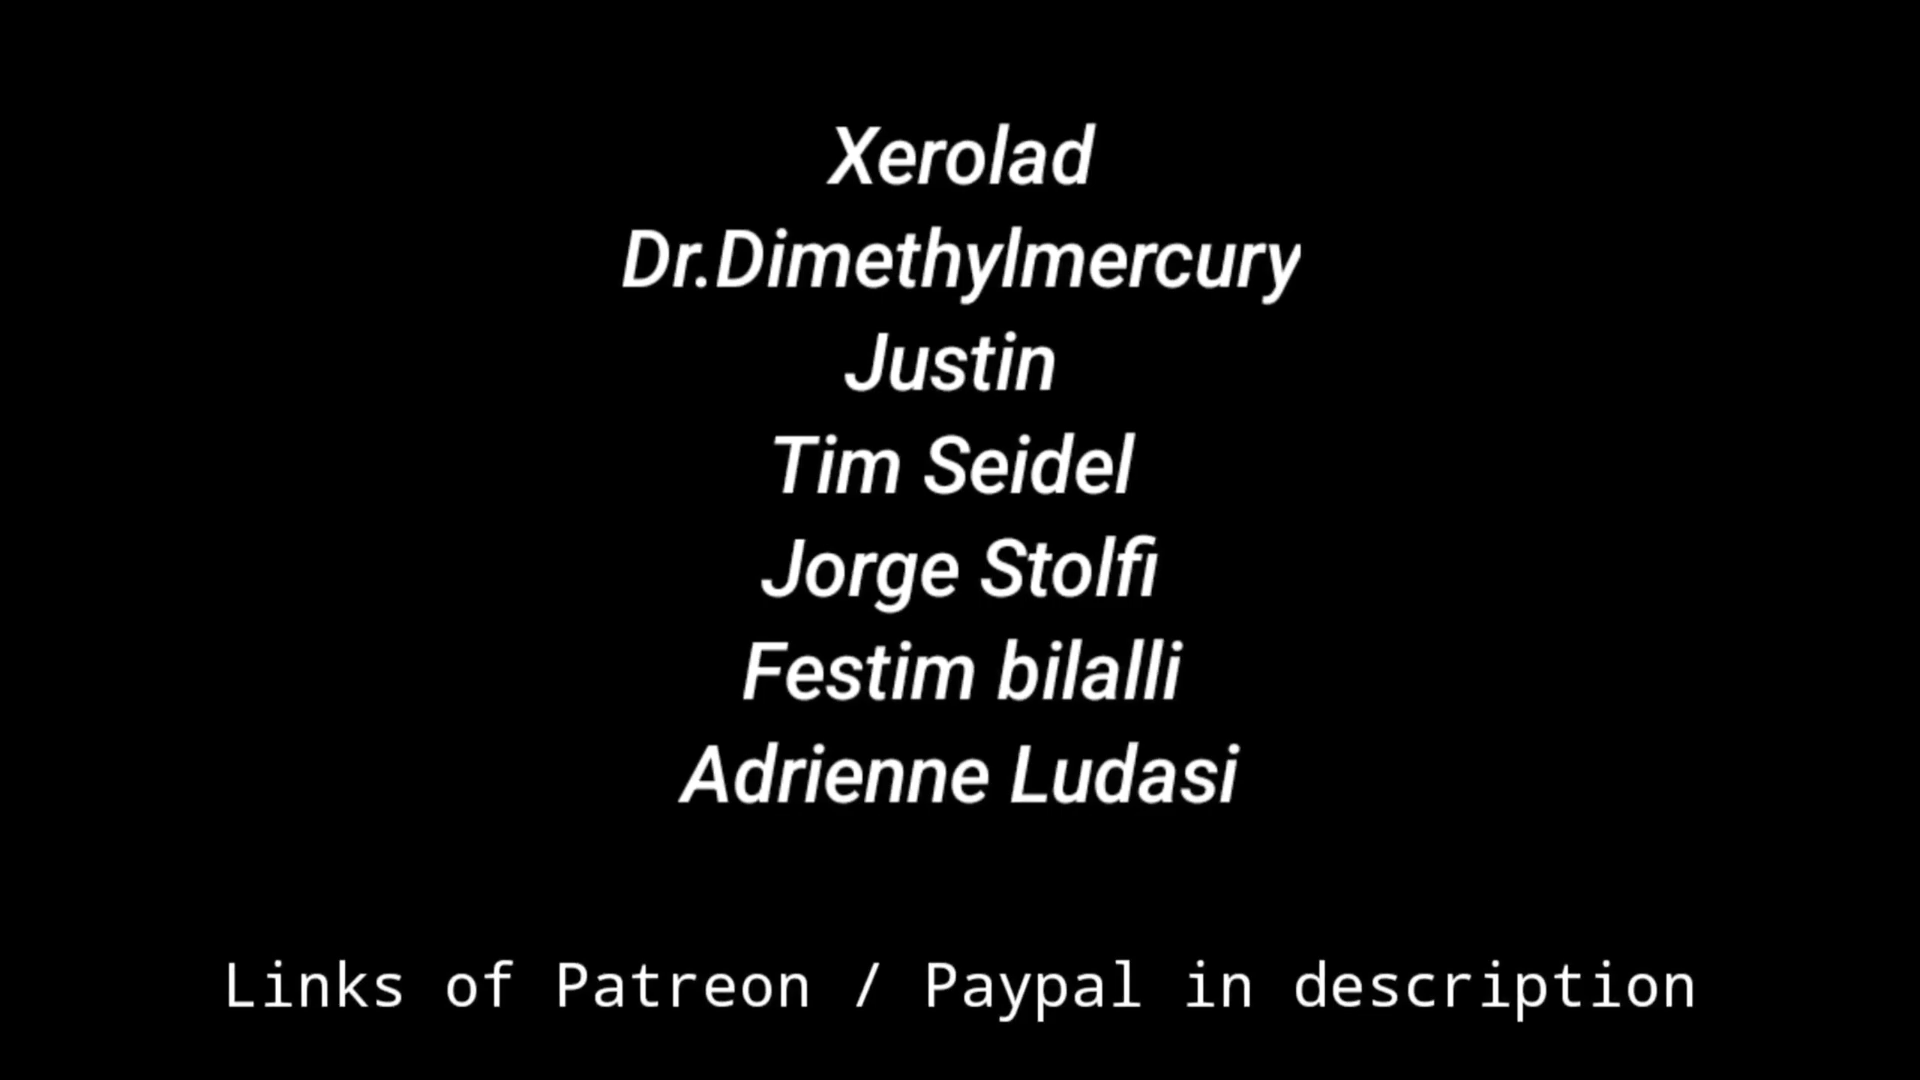 Xerolad
Dr.Dimethylmercury
Justin
Tim Seidel
Jorge Stolfi
Festim bilalli
Adrienne Ludasi
Links of Patreon / Paypal in description